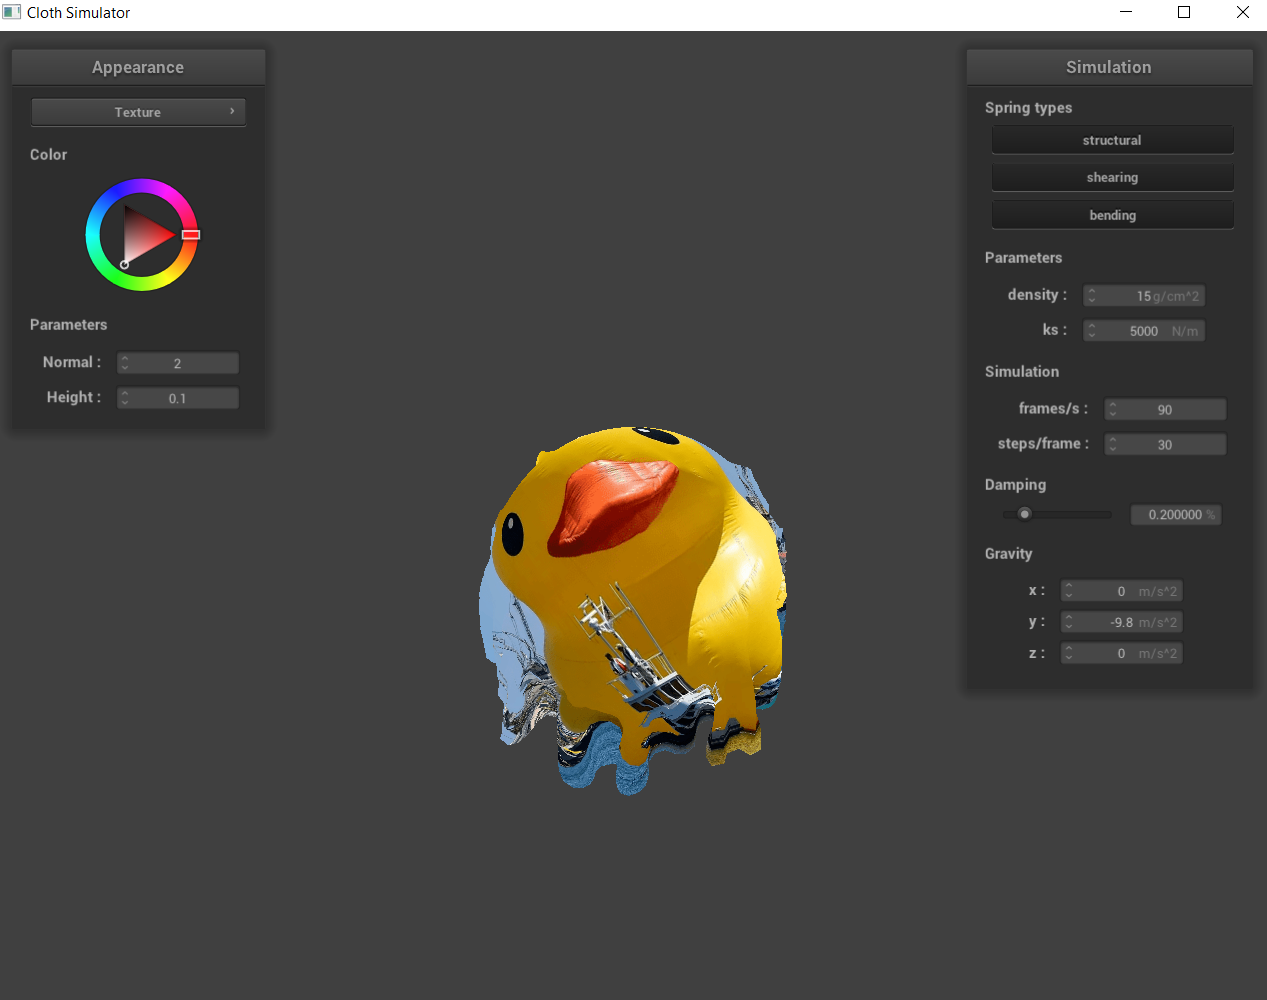 Cloth Simulator
Appearance
Texture
Color
Parameters
Normal : 2
Height : 0.1
Simulation
Spring types
structural
shearing
bending
Parameters
density : 15 g/cm^2
ks : 5000 N/m
Simulation
frames/s : 90
steps/frame : 30
Damping
0.200000 %
Gravity
x : 0 m/s^2
y : -9.8 m/s^2
z : 0 m/s^2